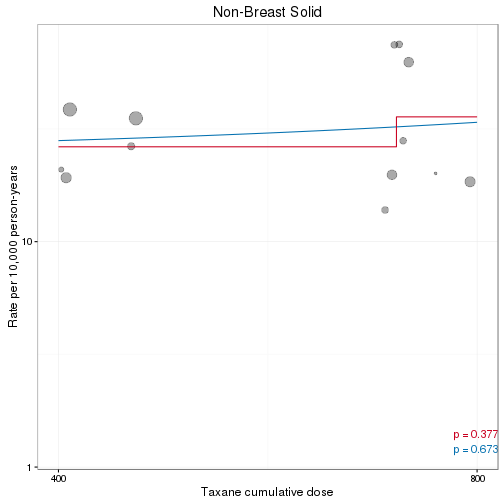 Non-Breast Solid
Rate per 10,000 person-years
10
1
p = 0.377
p = 0.673
400
800
Taxane cumulative dose